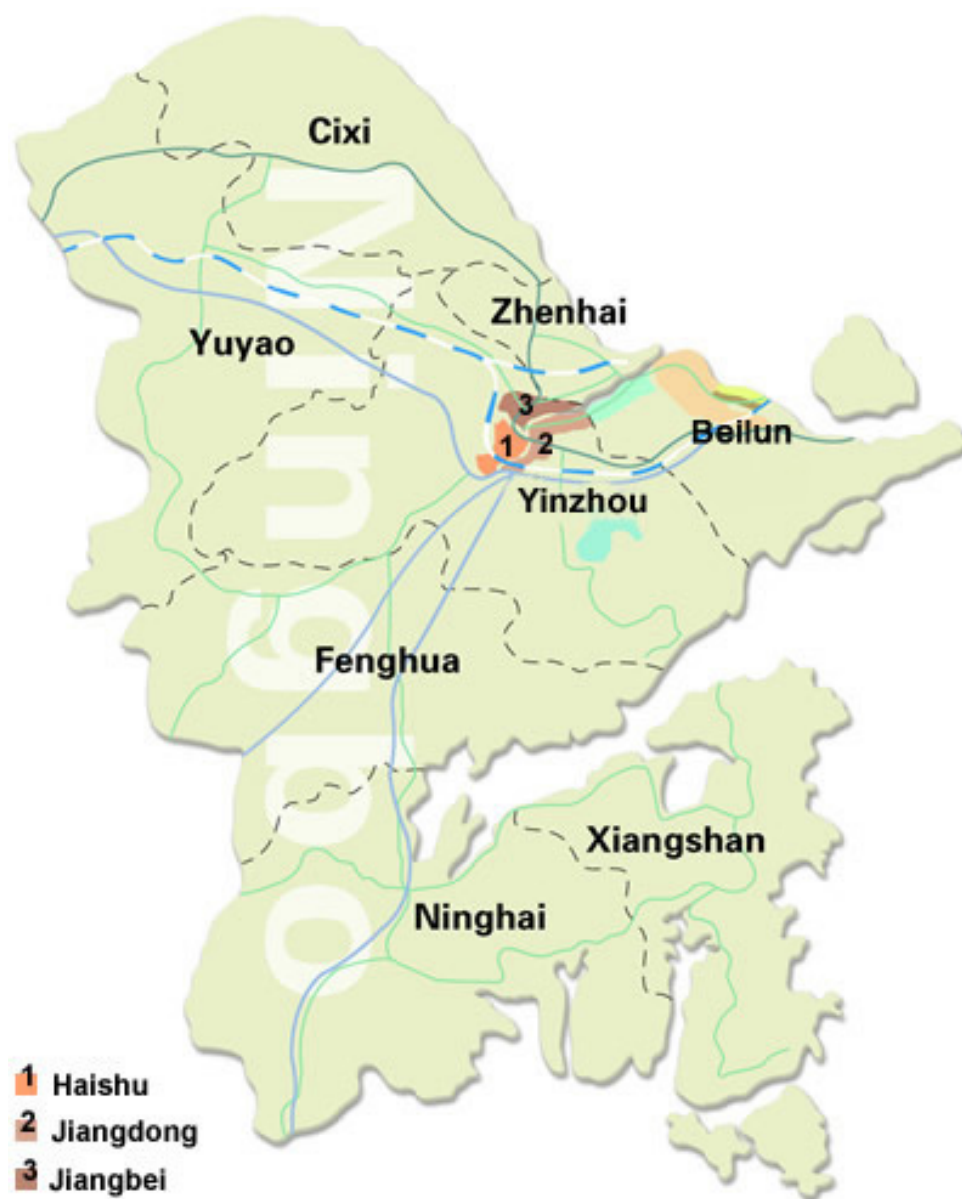 Cixi
Ningbo
Zhenhai
Yuyao
3
Beilun
1
2
Yinzhou
Fenghua
Xiangshan
Ninghai
1 Haishu
2 Jiangdong
3 Jiangbei